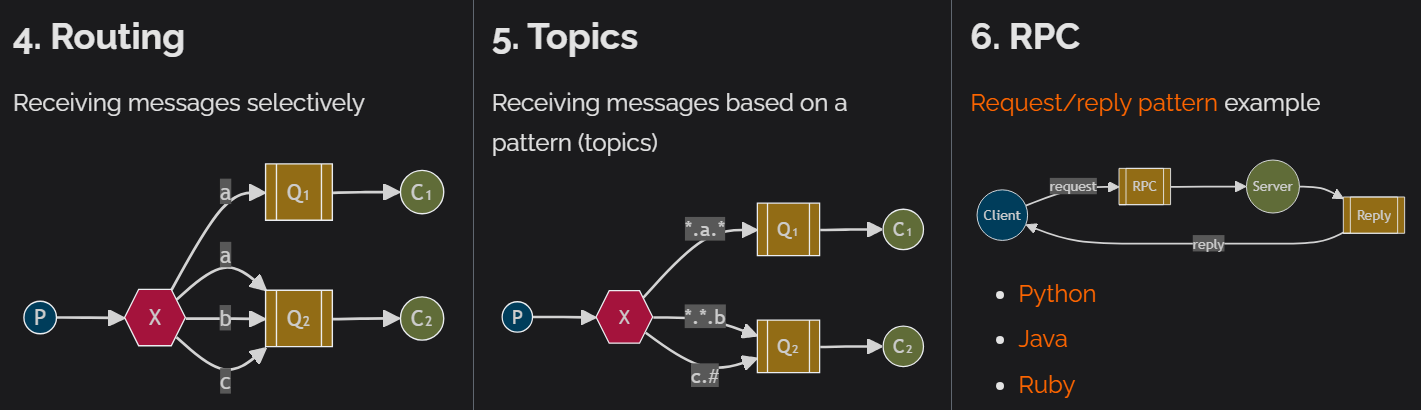 4. Routing
Receiving messages selectively
a
Q1
C1
a
P
X
b
Q2
C2
c
5. Topics
Receiving messages based on a
pattern (topics)
*.a.*
Q1
C1
P
X
*.*.b
Q2
C2
c.#
6. RPC
Request/reply pattern example
request
RPC
Server
Client
Reply
reply
Python
Java
Ruby